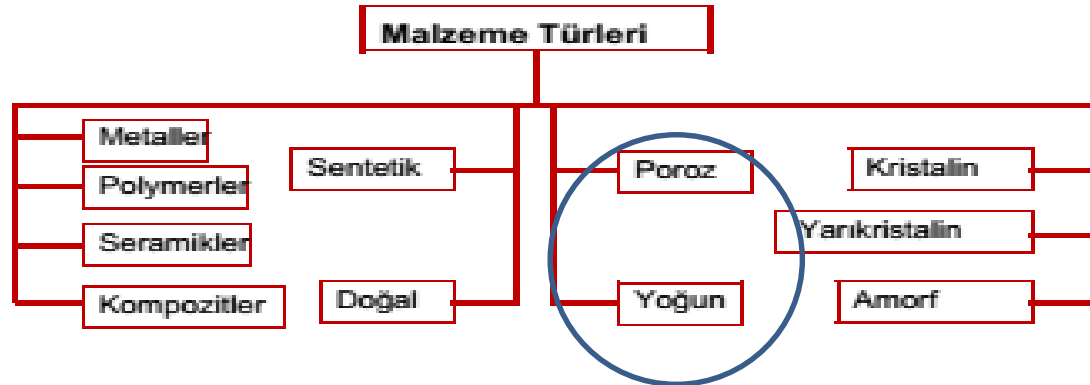 Malzeme Türleri
Metaller
Polymerler
Seramikler
Kompozitler
Sentetik
Doğal
Poroz
Yoğun
Kristalin
Yarıkristalin
Amorf